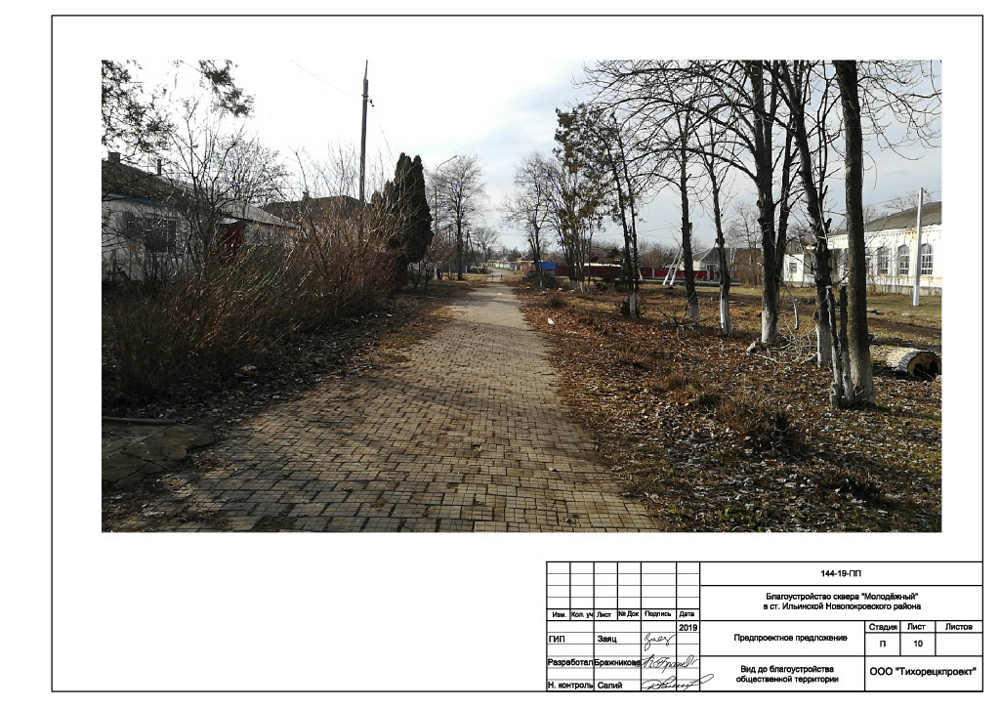 144-19-ПП
Благоустройство сквера "Молодёжный"
в ст. Ильинской Новопокровского района
Изм. Кол. уч Лист № Док Подпись Дата
2019
ГИП Заяц
Предпроектное предложение
Стадия Лист Листов
П 10
Разработал Бражникова
Н. контроль Салий
Вид до благоустройства
общественной территории
ООО "Тихорецкпроект"